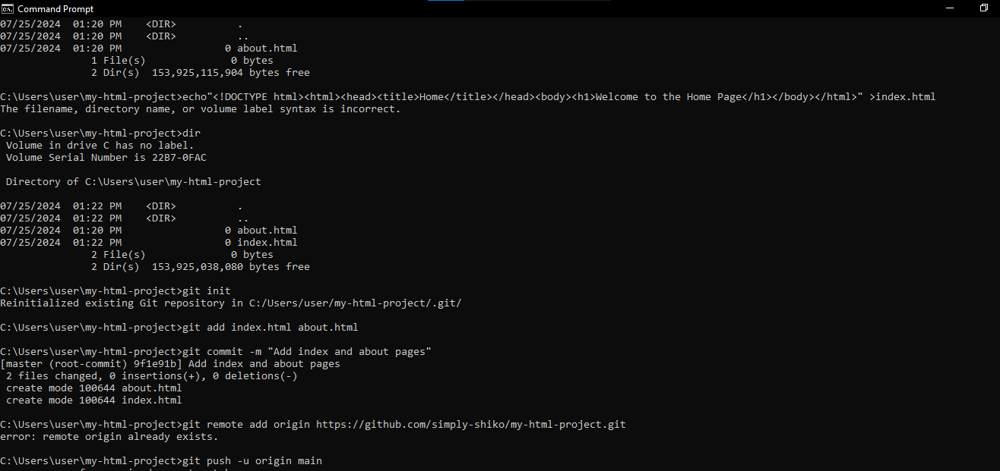 Command Prompt
07/25/2024  01:20 PM    <DIR>          .
07/25/2024  01:20 PM    <DIR>          ..
07/25/2024  01:20 PM                 0 about.html
               1 File(s)              0 bytes
               2 Dir(s)  153,925,115,904 bytes free
C:\Users\user\my-html-project>echo"<!DOCTYPE html><html><head><title>Home</title></head><body><h1>Welcome to the Home Page</h1></body></html>" >index.html
The filename, directory name, or volume label syntax is incorrect.
C:\Users\user\my-html-project>dir
 Volume in drive C has no label.
 Volume Serial Number is 22B7-0FAC
 Directory of C:\Users\user\my-html-project
07/25/2024  01:22 PM    <DIR>          .
07/25/2024  01:22 PM    <DIR>          ..
07/25/2024  01:20 PM                 0 about.html
07/25/2024  01:22 PM                 0 index.html
               2 File(s)              0 bytes
               2 Dir(s)  153,925,038,080 bytes free
C:\Users\user\my-html-project>git init
Reinitialized existing Git repository in C:/Users/user/my-html-project/.git/
C:\Users\user\my-html-project>git add index.html about.html
C:\Users\user\my-html-project>git commit -m "Add index and about pages"
[master (root-commit) 9f1e91b] Add index and about pages
 2 files changed, 0 insertions(+), 0 deletions(-)
 create mode 100644 about.html
 create mode 100644 index.html
C:\Users\user\my-html-project>git remote add origin https://github.com/simply-shiko/my-html-project.git
error: remote origin already exists.
C:\Users\user\my-html-project>git push -u origin main